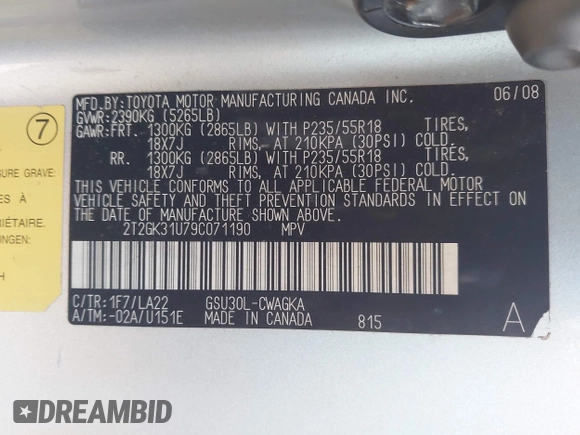 MFD.BY:TOYOTA MOTOR MANUFACTURING CANADA INC. 06/08
GVWR:2390KG (5265LB)
GAWR:FRT. 1300KG (2865LB) WITH P235/55R18 TIRES,
18X7J RIMS, AT 210KPA (30PSI) COLD.
RR. 1300KG (2865LB) WITH P235/55R18 TIRES,
18X7J RIMS, AT 210KPA (30PSI) COLD.
THIS VEHICLE CONFORMS TO ALL APPLICABLE FEDERAL MOTOR
VEHICLE SAFETY AND THEFT PREVENTION STANDARDS IN EFFECT ON
THE DATE OF MANUFACTURE SHOWN ABOVE.
2T2GK31U79C071190 MPV
C/TR:1F7/LA22 GSU30L-CWAGKA
A/TM:-02A/U151E MADE IN CANADA 815 A
7
SURE GRAVE
ES À
RIÉTAIRE.
UNGEN:
H
DREAMBID